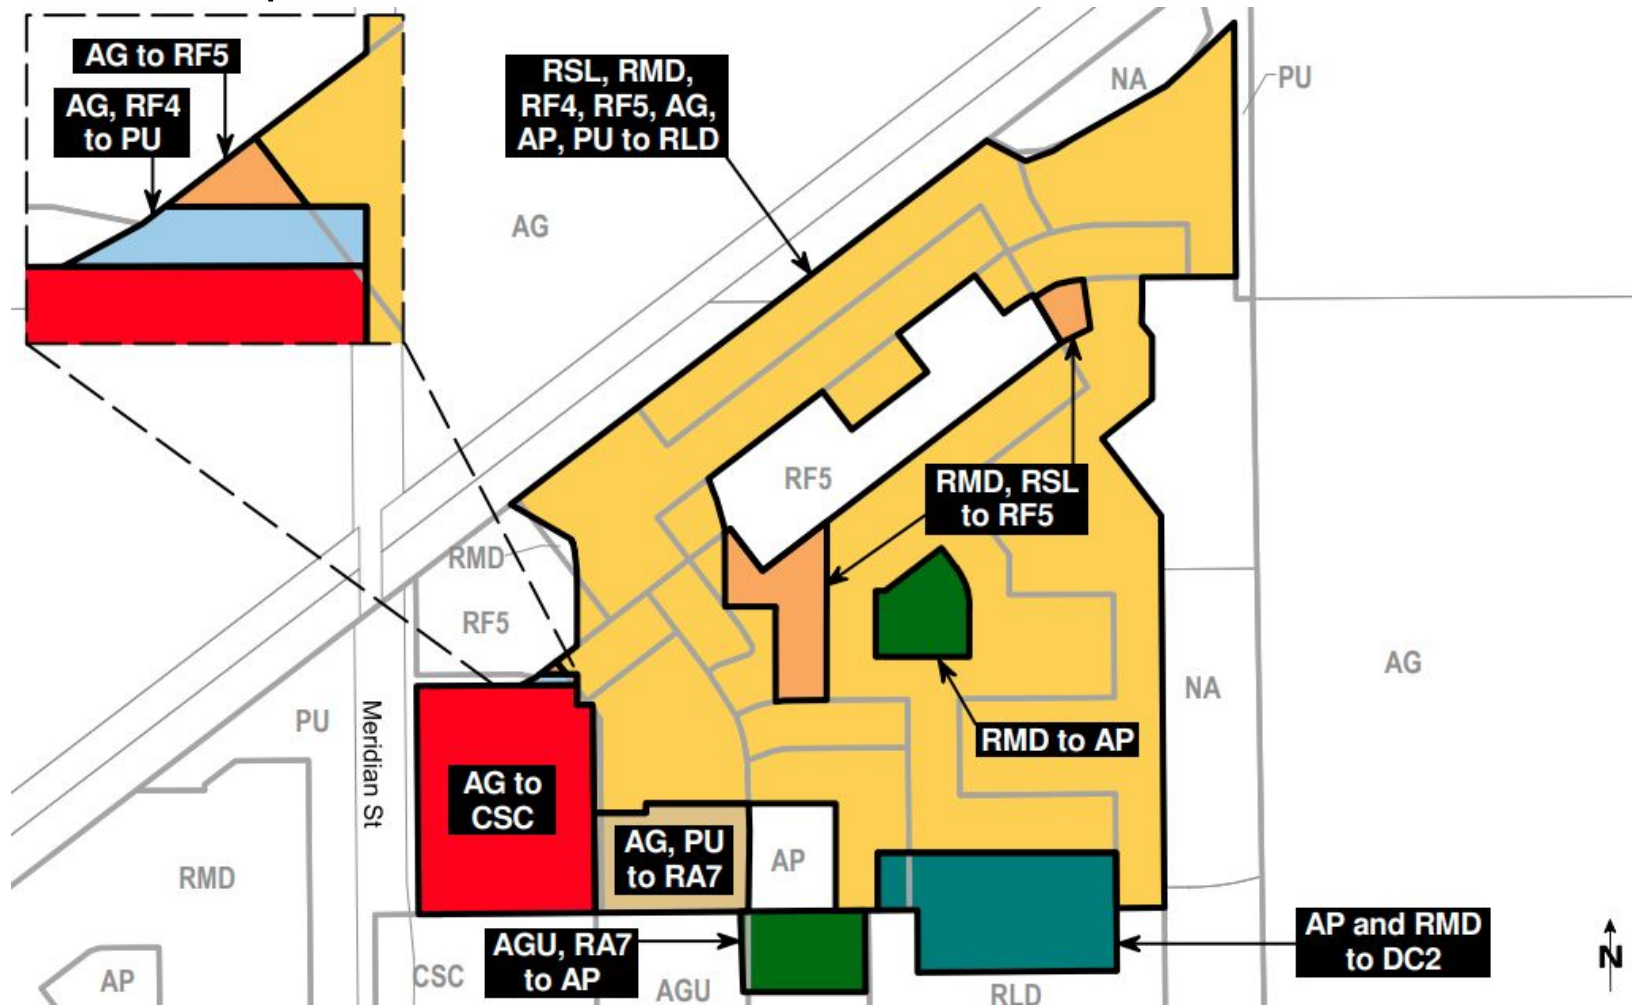 AG to RF5
AG, RF4
to PU
RSL, RMD,
RF4, RF5, AG,
AP, PU to RLD
NA
PU
AG
RF5
RMD, RSL
to RF5
RMD
RF5
AG
NA
PU
Meridian St
RMD to AP
AG to
CSC
AG, PU
to RA7
AP
RMD
AGU, RA7
to AP
AP and RMD
to DC2
N
AP
CSC
AGU
RLD